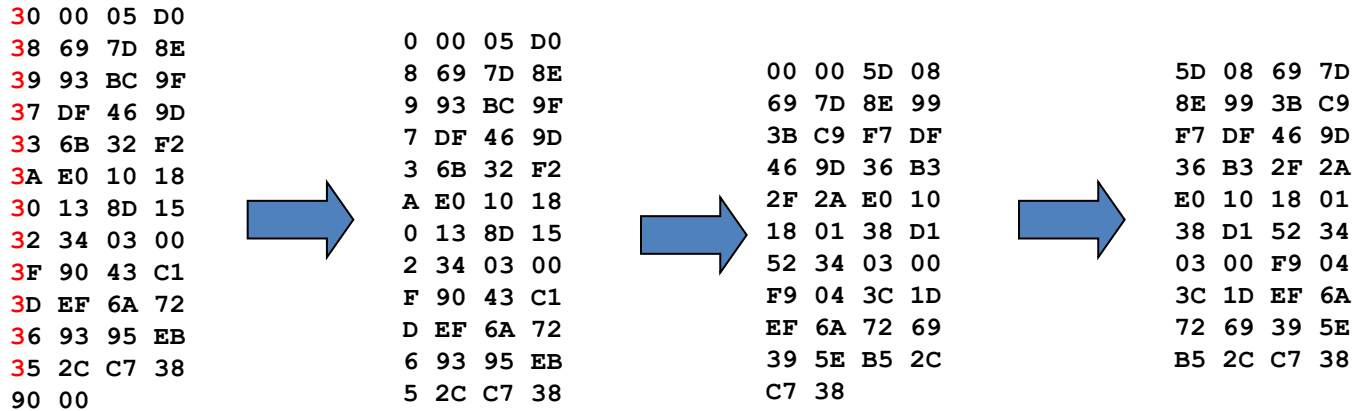 30 00 05 D0
38 69 7D 8E
39 93 BC 9F
37 DF 46 9D
33 6B 32 F2
3A E0 10 18
30 13 8D 15
32 34 03 00
3F 90 43 C1
3D EF 6A 72
36 93 95 EB
35 2C C7 38
90 00
0 00 05 D0
8 69 7D 8E
9 93 BC 9F
7 DF 46 9D
3 6B 32 F2
A E0 10 18
0 13 8D 15
2 34 03 00
F 90 43 C1
D EF 6A 72
6 93 95 EB
5 2C C7 38
00 00 5D 08
69 7D 8E 99
3B C9 F7 DF
46 9D 36 B3
2F 2A E0 10
18 01 38 D1
52 34 03 00
F9 04 3C 1D
EF 6A 72 69
39 5E B5 2C
C7 38
5D 08 69 7D
8E 99 3B C9
F7 DF 46 9D
36 B3 2F 2A
E0 10 18 01
38 D1 52 34
03 00 F9 04
3C 1D EF 6A
72 69 39 5E
B5 2C C7 38